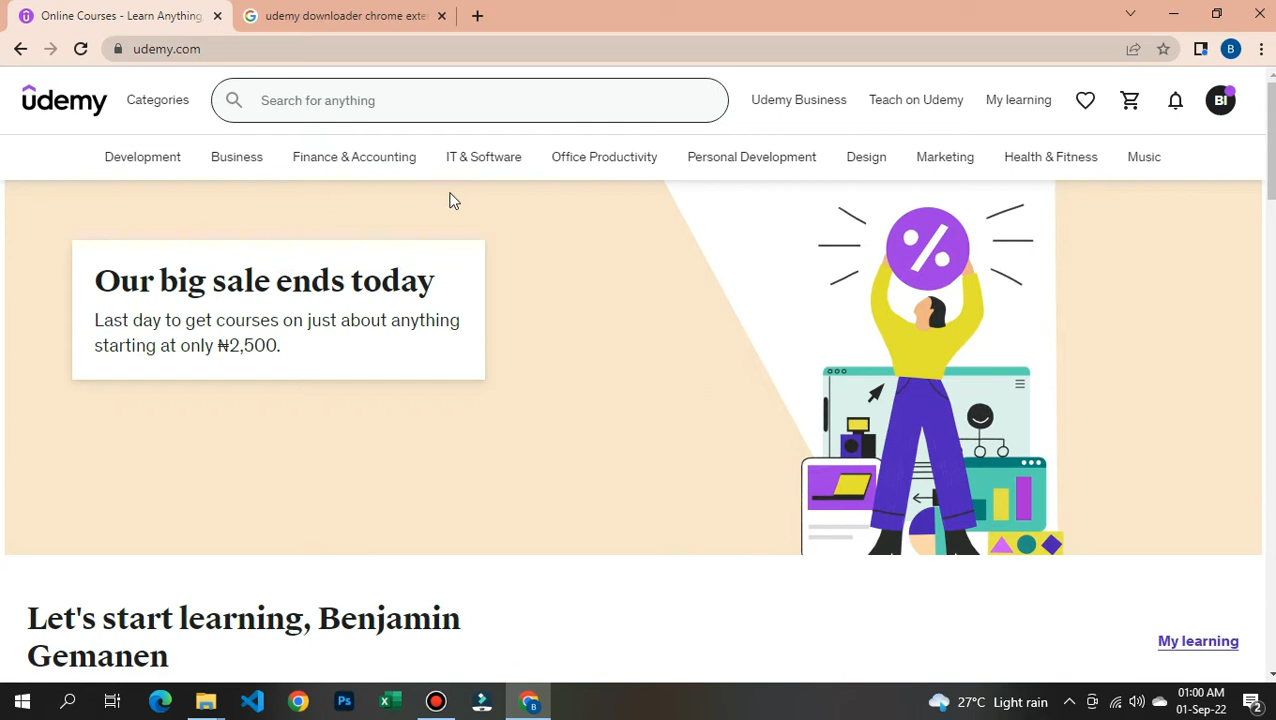 Online Courses - Learn Anything,
udemy downloader chrome exte
udemy.com
B
udemy
Categories
Search for anything
Udemy Business
Teach on Udemy
My learning
BI
Development
Business
Finance & Accounting
IT & Software
Office Productivity
Personal Development
Design
Marketing
Health & Fitness
Music
Our big sale ends today
Last day to get courses on just about anything
starting at only ₦2,500.
%
Let's start learning, Benjamin
Gemanen
My learning
Ps
27°C Light rain
01:00 AM
01-Sep-22
2